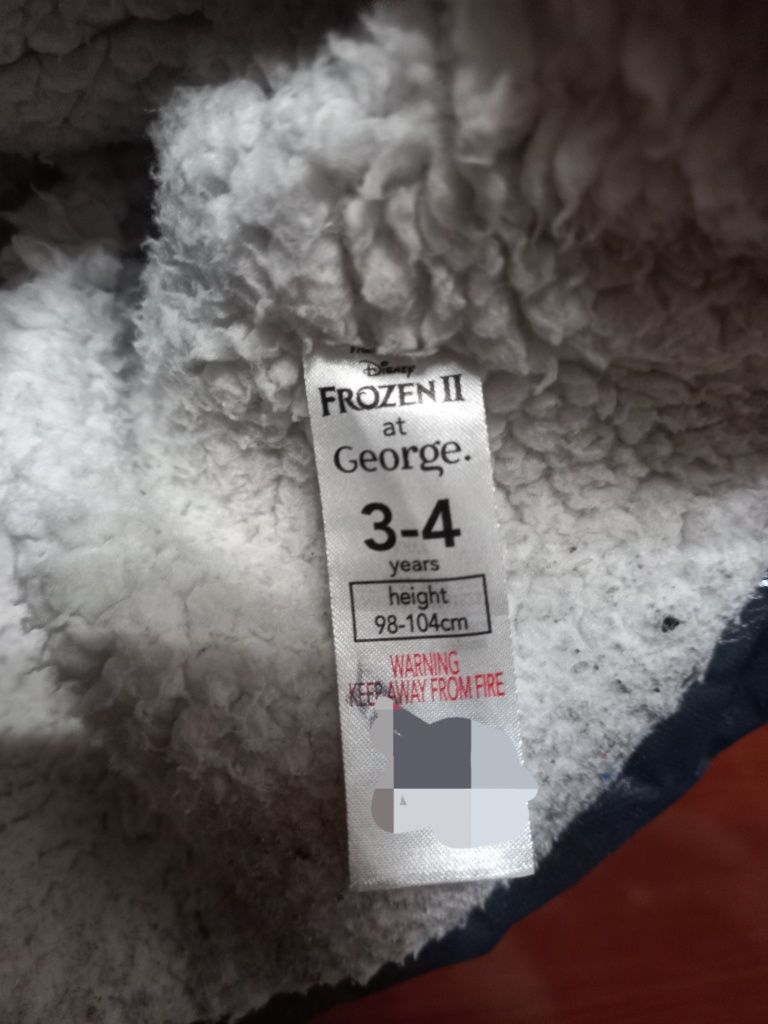 Disney
FROZEN II
at
George.
3-4
years
height
98-104cm
WARNING
KEEP AWAY FROM FIRE